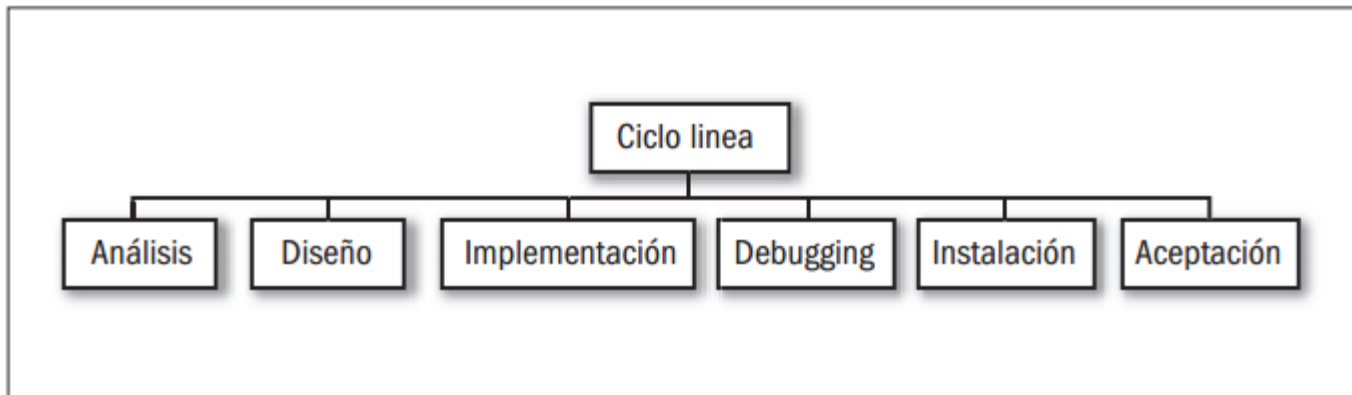 Ciclo linea
Análisis
Diseño
Implementación
Debugging
Instalación
Aceptación